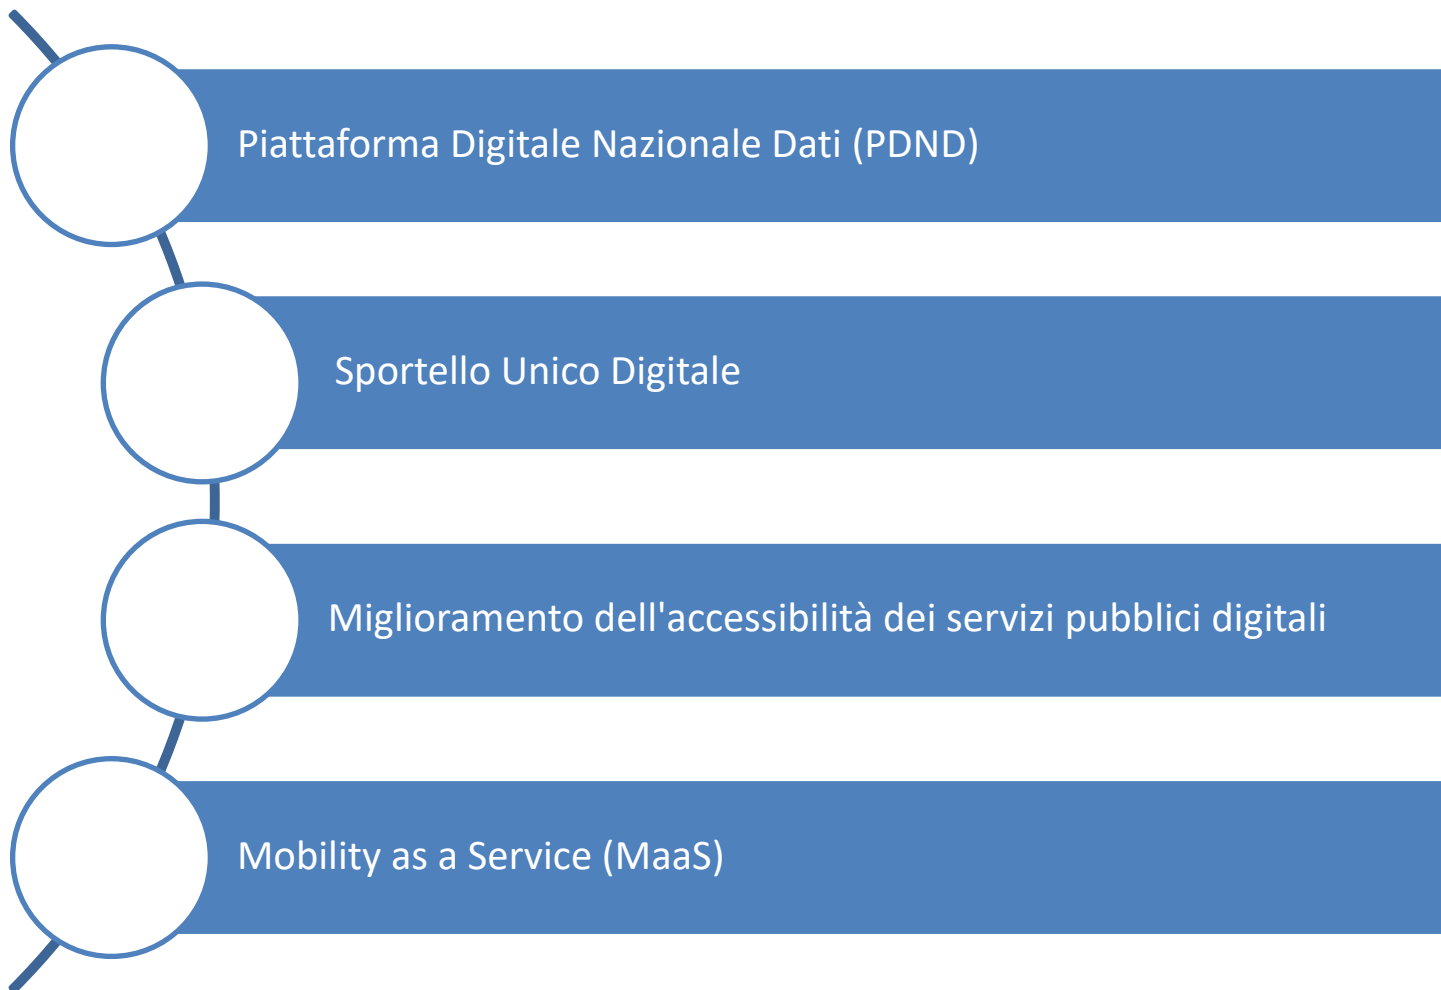 Piattaforma Digitale Nazionale Dati (PDND)
Sportello Unico Digitale
Miglioramento dell'accessibilità dei servizi pubblici digitali
Mobility as a Service (MaaS)